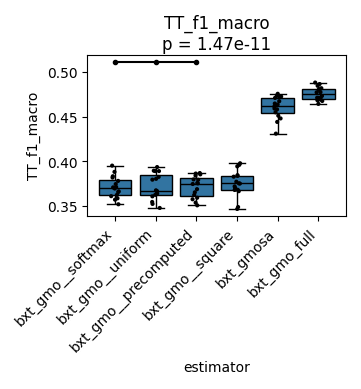 TT_f1_macro
p = 1.47e-11
TT_f1_macro
0.50
0.45
0.40
0.35
bxt_gmo__softmax
bxt_gmo__uniform
bxt_gmo__precomputed
bxt_gmo__square
bxt_gmosa
bxt_gmo_full
estimator